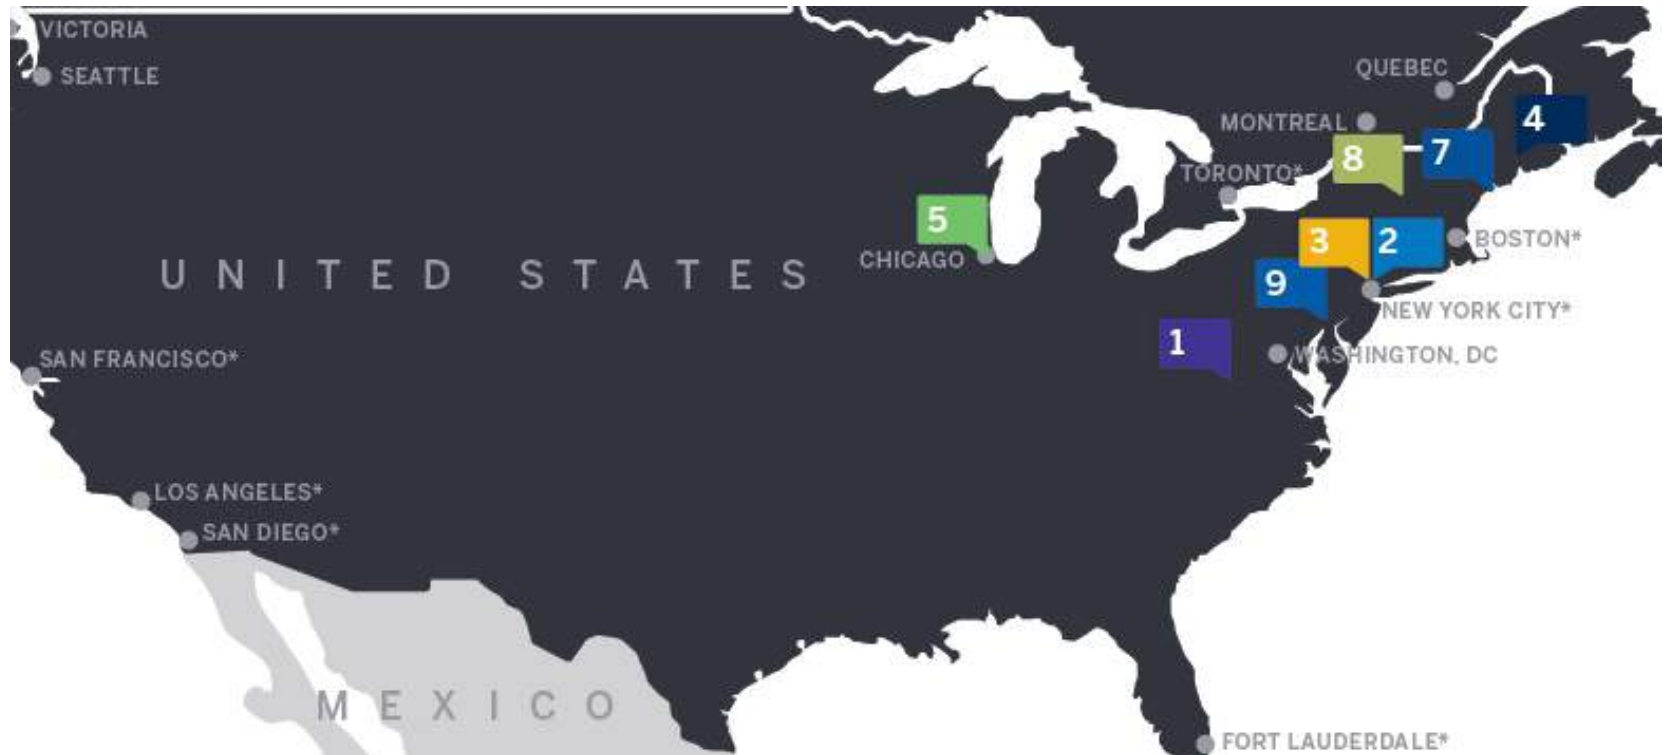 VICTORIA
SEATTLE
QUEBEC
MONTREAL
4
8
7
TORONTO*
5
3
2
BOSTON*
CHICAGO
UNITED STATES
9
NEW YORK CITY*
1
WASHINGTON, DC
SAN FRANCISCO*
LOS ANGELES*
SAN DIEGO*
MEXICO
FORT LAUDERDALE*